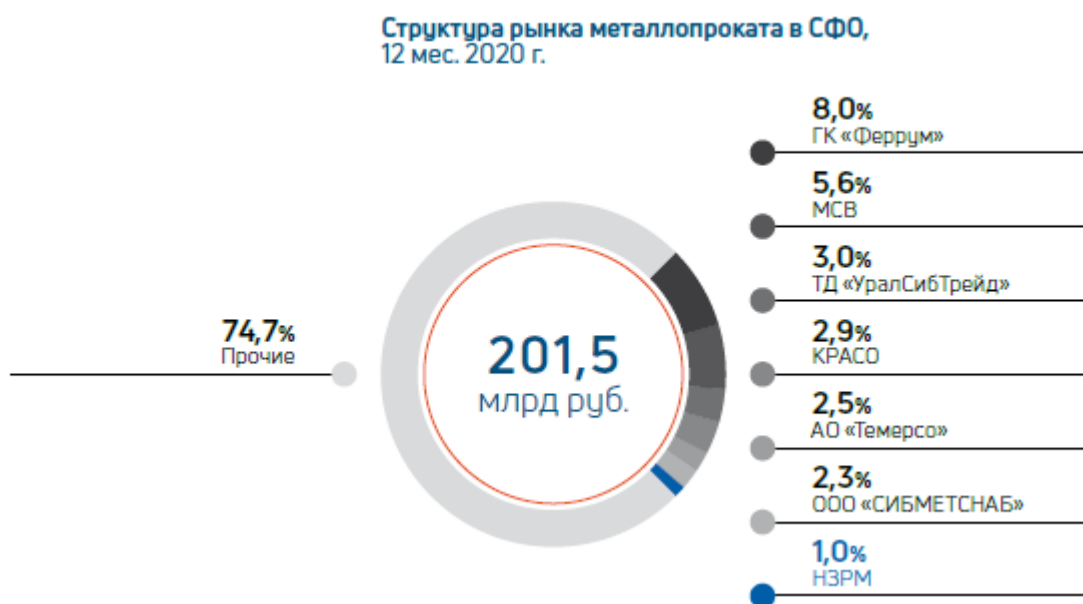 Структура рынка металлопроката в СФО,
12 мес. 2020 г.
8,0%
ГК «Феррум»
5,6%
МСВ
3,0%
ТД «УралСибТрейд»
74,7%
Прочие
201,5
млрд руб.
2,9%
КРАСО
2,5%
АО «Темерсо»
2,3%
ООО «СИБМЕТСНАБ»
1,0%
НЗРМ